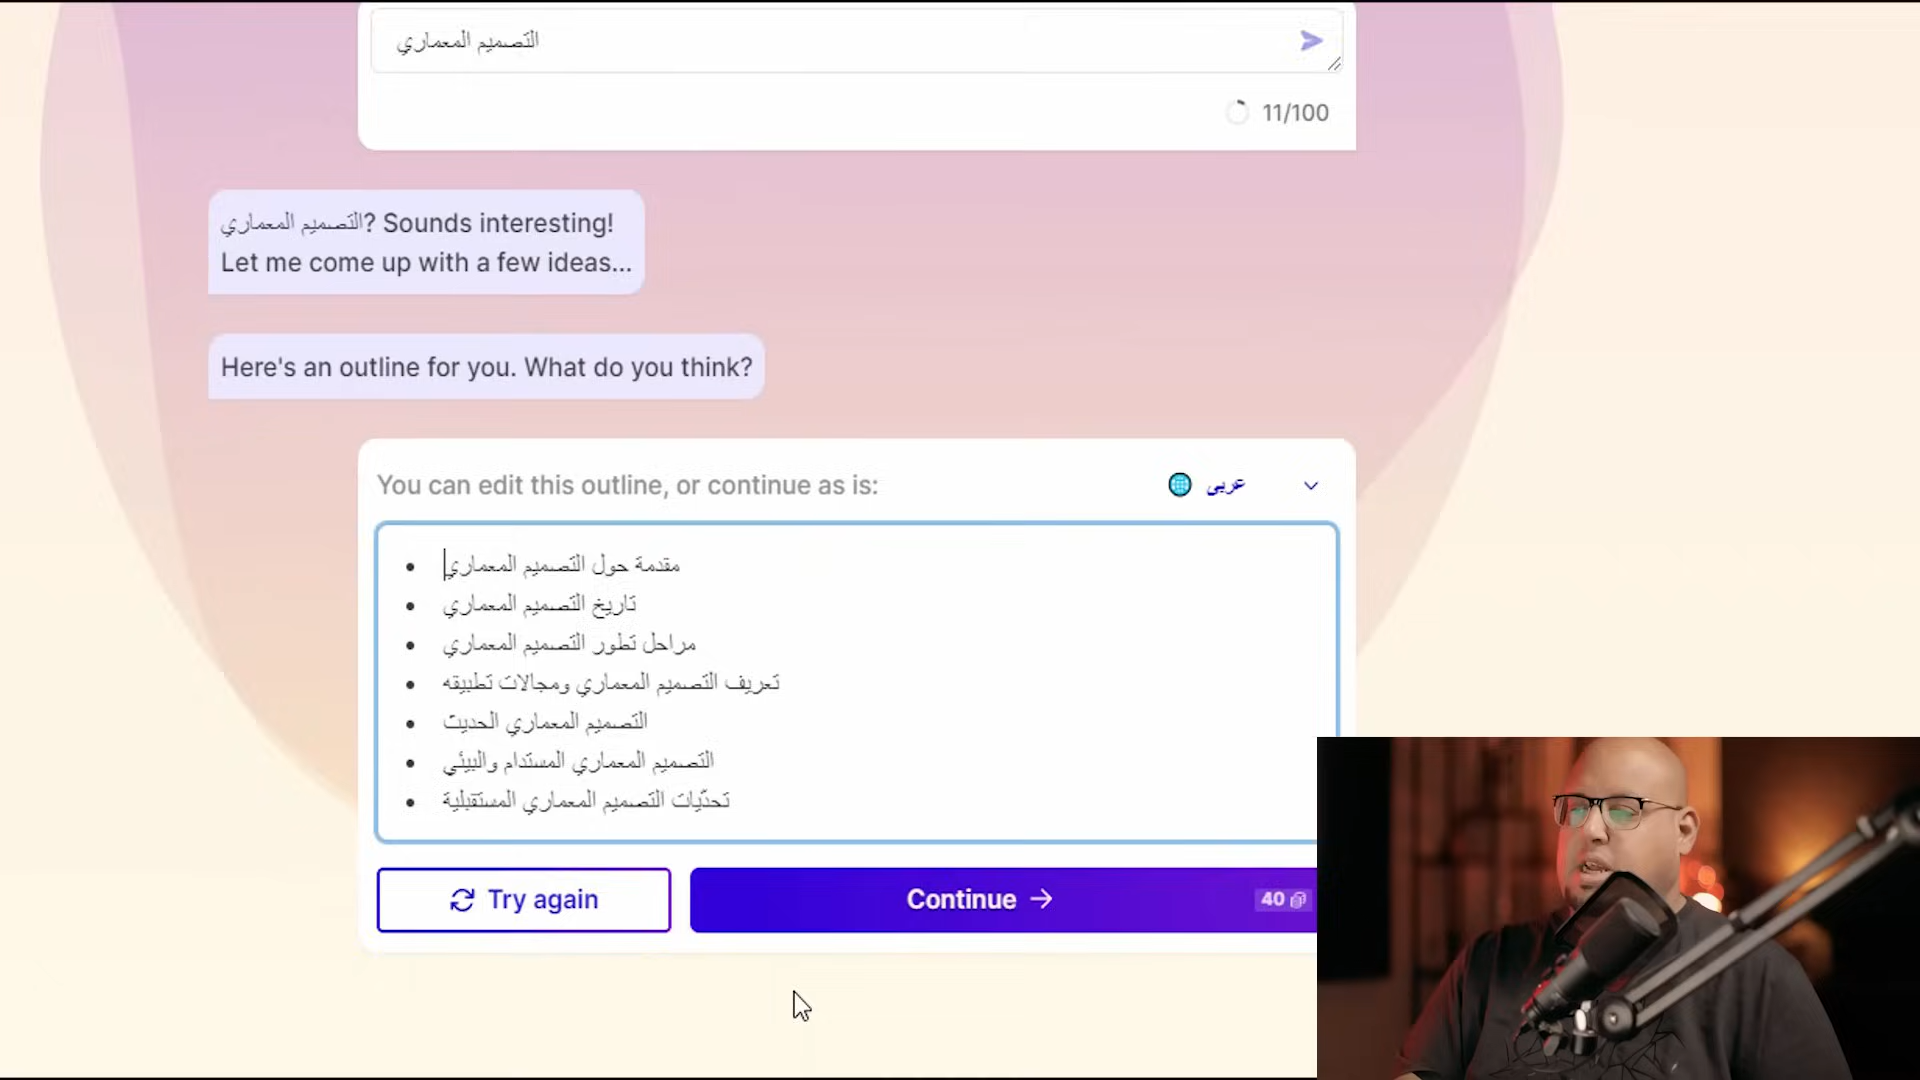 التصميم المعماري
11/100
التصميم المعماري? Sounds interesting!
Let me come up with a few ideas...
Here's an outline for you. What do you think?
You can edit this outline, or continue as is:
عربى
مقدمة حول التصميم المعماري
تاريخ التصميم المعماري
مراحل تطور التصميم المعماري
تعريف التصميم المعماري ومجالات تطبيقه
التصميم المعماري الحديث
التصميم المعماري المستدام والبيئي
تحدّيات التصميم المعماري المستقبلية
Try again
Continue
40